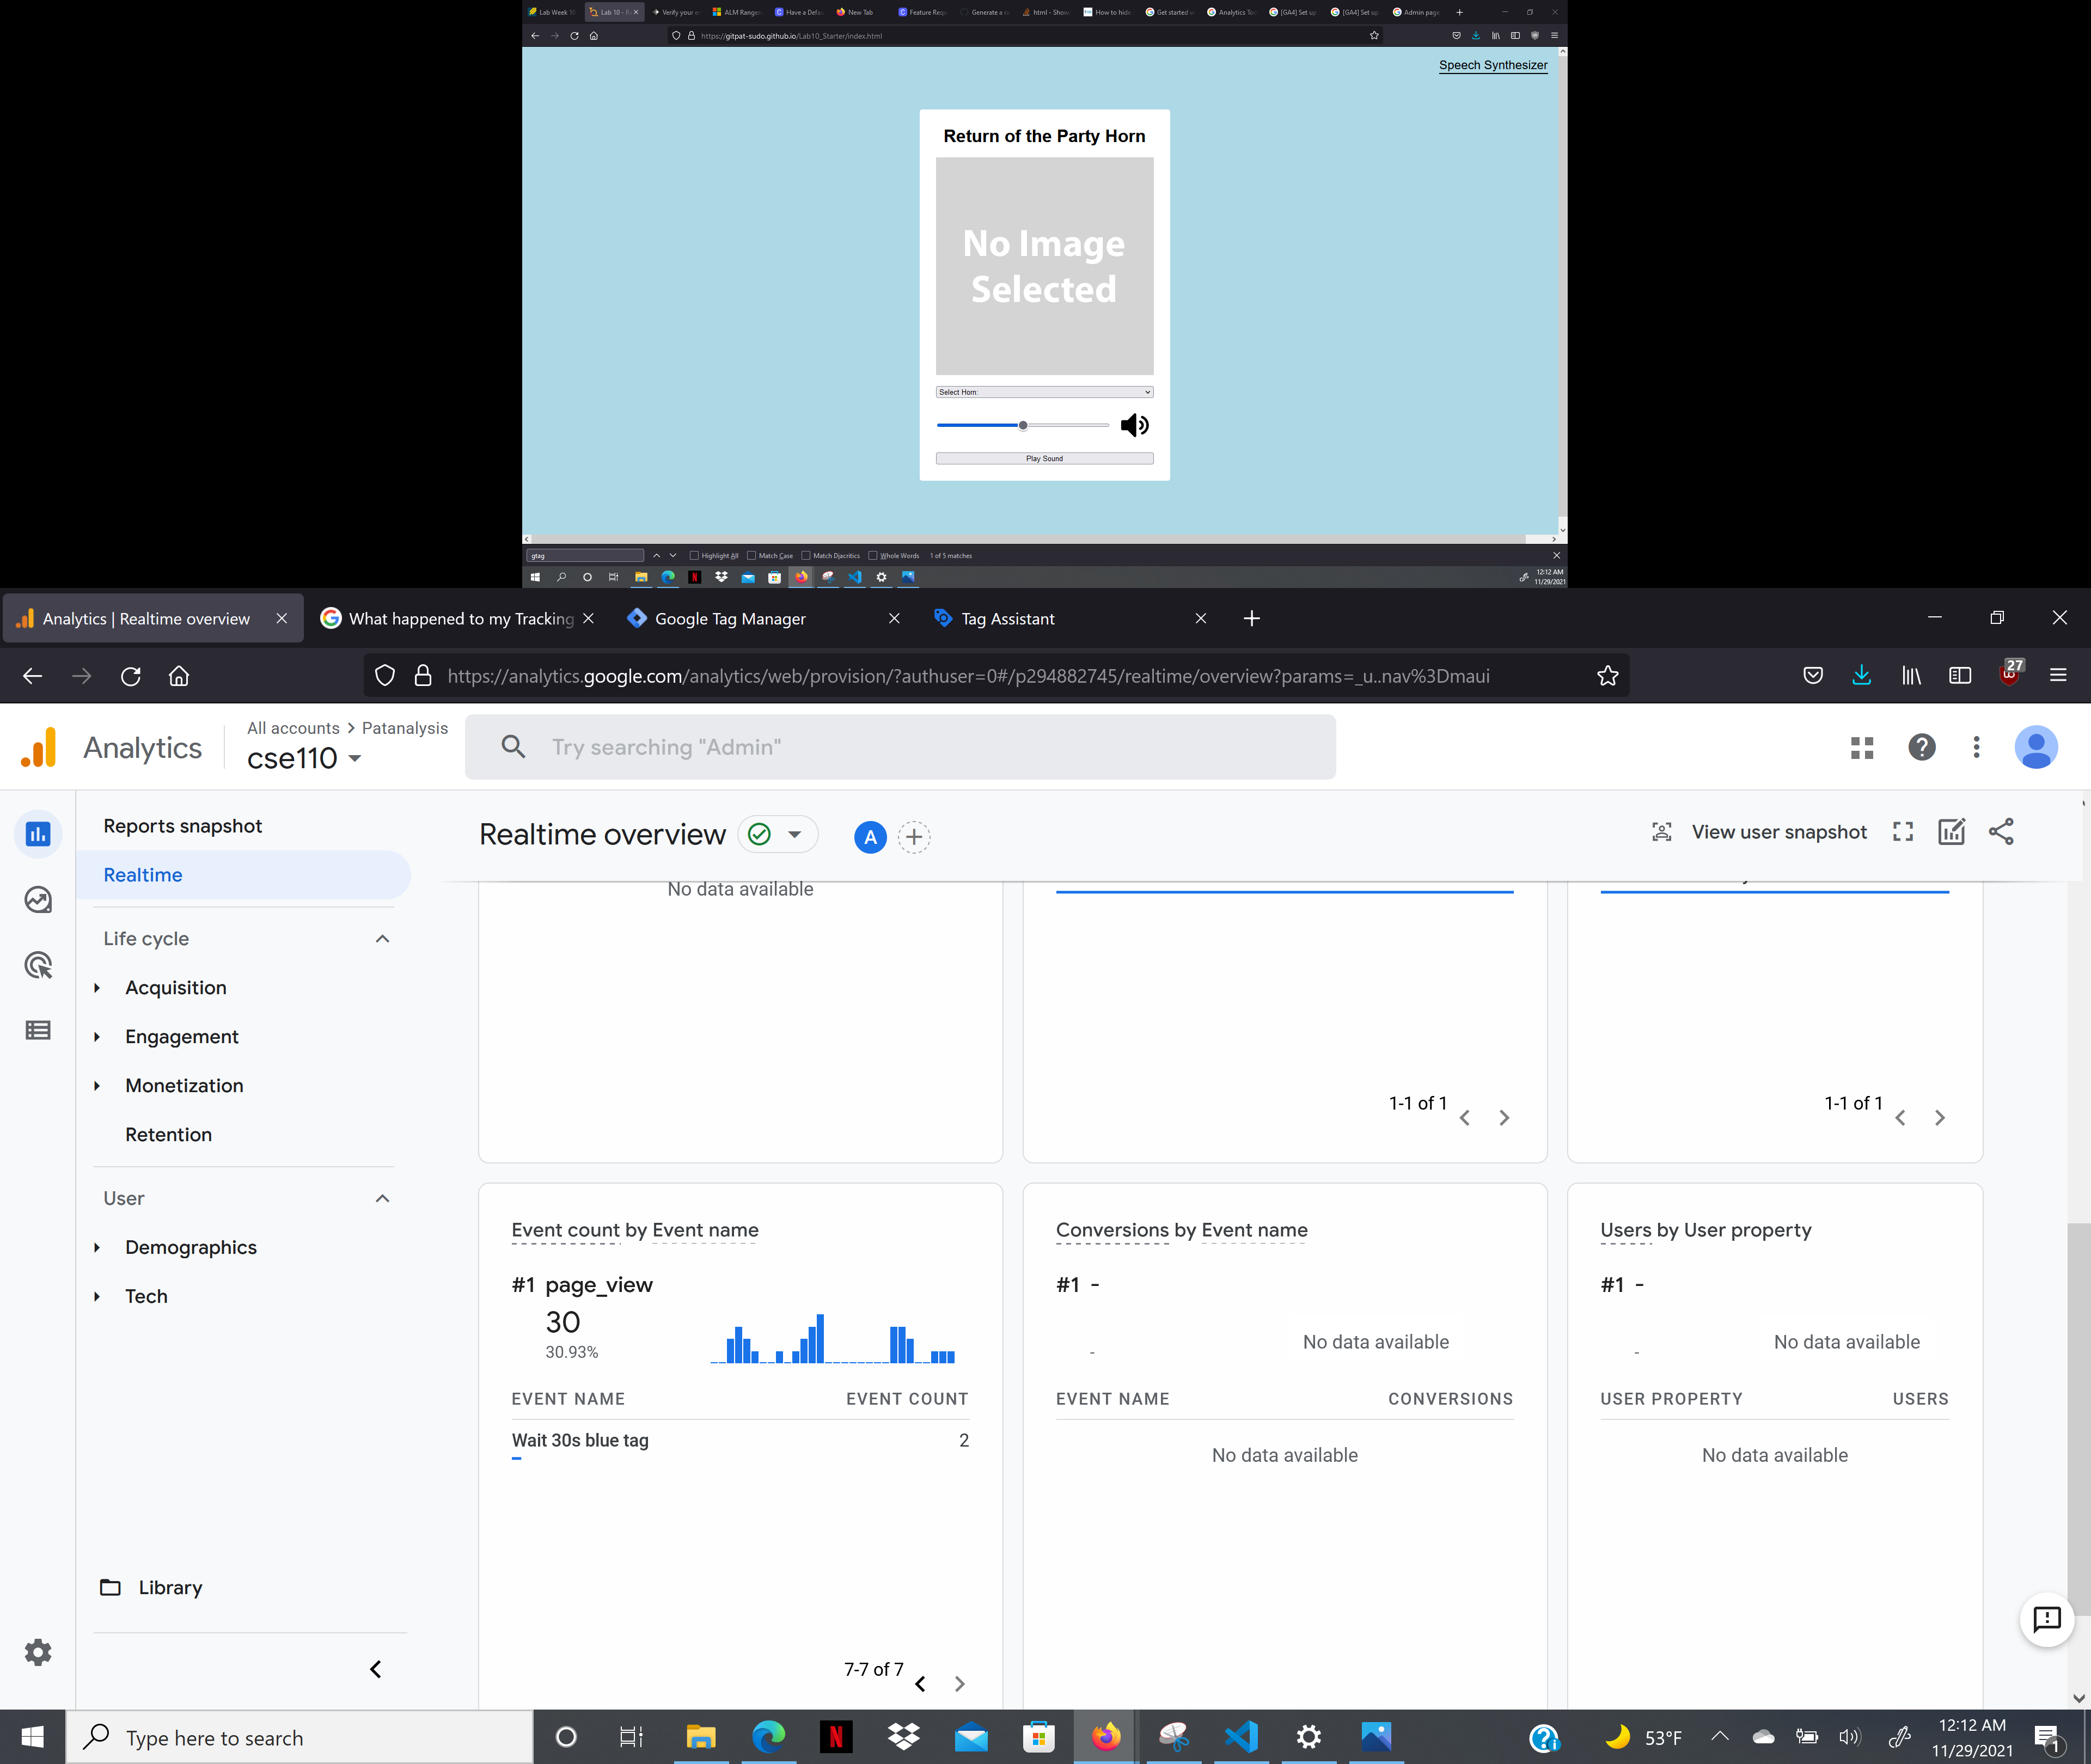 Lab Week 10
Lab 10 - 
Verify your e
ALM Ranger
Have a Defau
New Tab
Feature Requ
Generate a c
html - Show
How to hide
Get started w
Analytics Too
[GA4] Set up
[GA4] Set up
Admin page
https://gitpat-sudo.github.io/Lab10_Starter/index.html
Speech Synthesizer
Return of the Party Horn
No Image
Selected
Select Horn:
Play Sound
gtag
Highlight All
Match Case
Match Diacritics
Whole Words
1 of 5 matches
12:12 AM
11/29/2021
Analytics | Realtime overview
What happened to my Tracking
Google Tag Manager
Tag Assistant
https://analytics.google.com/analytics/web/provision/?authuser=0#/p294882745/realtime/overview?params=_u..nav%3Dmaui
27
Analytics
All accounts > Patanalysis
cse110
Try searching "Admin"
Reports snapshot
Realtime
Life cycle
Acquisition
Engagement
Monetization
Retention
User
Demographics
Tech
Library
Realtime overview
A
View user snapshot
No data available
1-1 of 1
1-1 of 1
Event count by Event name
#1 page_view
30
30.93%
EVENT NAME EVENT COUNT
Wait 30s blue tag 2
7-7 of 7
Conversions by Event name
#1 -
-
No data available
EVENT NAME CONVERSIONS
No data available
Users by User property
#1 -
-
No data available
USER PROPERTY USERS
No data available
Type here to search
53°F
12:12 AM
11/29/2021
1